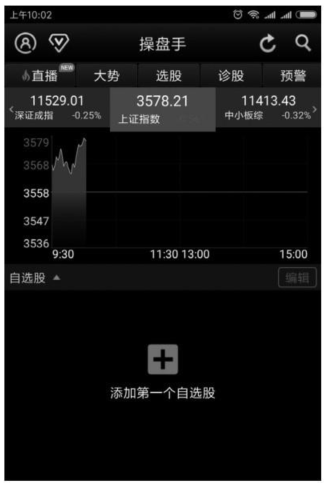 上午10:02
操盘手
直播 NEW 大势 选股 诊股 预警
11529.01 3578.21 11413.43
深证成指 -0.25% 上证指数 中小板综 -0.32%
3579
3568
3558
3547
3536
9:30 11:30 13:00 15:00
自选股 编辑
添加第一个自选股